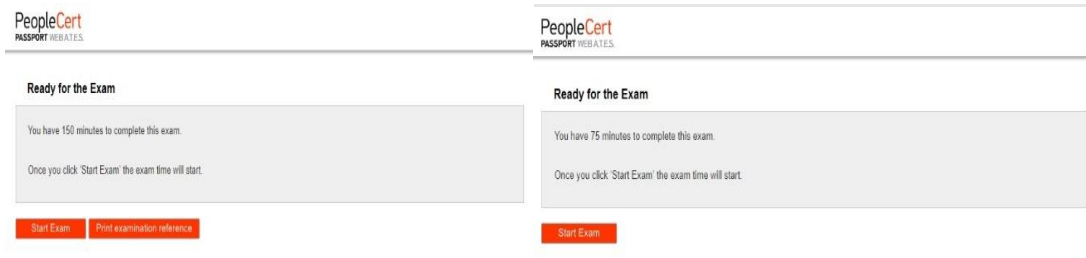 PeopleCert
PASSPORT WEB.A.T.E.S.
Ready for the Exam
You have 150 minutes to complete this exam.
Once you click 'Start Exam' the exam time will start.
Start Exam
Print examination reference
PeopleCert
PASSPORT WEB.A.T.E.S.
Ready for the Exam
You have 75 minutes to complete this exam.
Once you click 'Start Exam' the exam time will start.
Start Exam